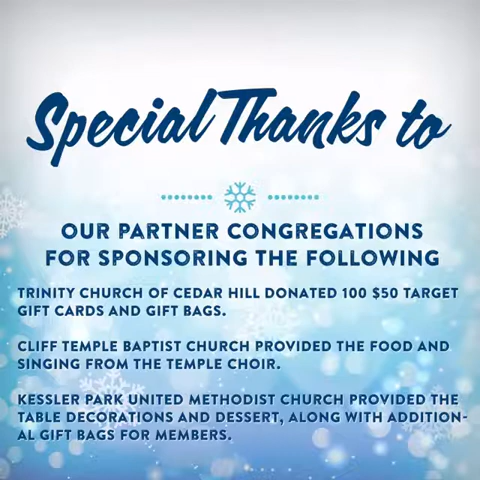 Special Thanks to
OUR PARTNER CONGREGATIONS
FOR SPONSORING THE FOLLOWING
TRINITY CHURCH OF CEDAR HILL DONATED 100 $50 TARGET
GIFT CARDS AND GIFT BAGS.
CLIFF TEMPLE BAPTIST CHURCH PROVIDED THE FOOD AND
SINGING FROM THE TEMPLE CHOIR.
KESSLER PARK UNITED METHODIST CHURCH PROVIDED THE
TABLE DECORATIONS AND DESSERT, ALONG WITH ADDITION-
AL GIFT BAGS FOR MEMBERS.